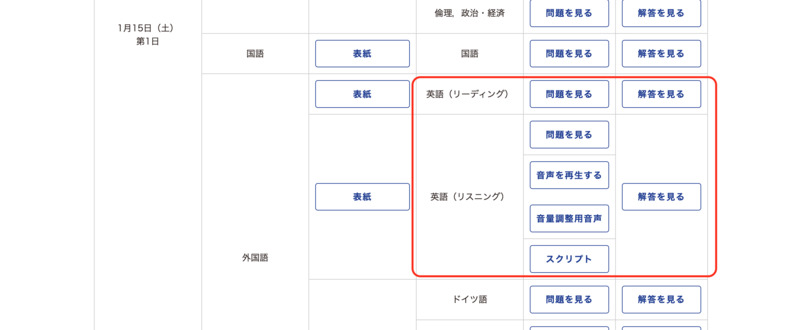 倫理，政治・経済
問題を見る
解答を見る
1月15日（土）
第1日
国語
表紙
国語
問題を見る
解答を見る
表紙
英語（リーディング）
問題を見る
解答を見る
問題を見る
音声を再生する
表紙
英語（リスニング）
解答を見る
音量調整用音声
外国語
スクリプト
ドイツ語
問題を見る
解答を見る